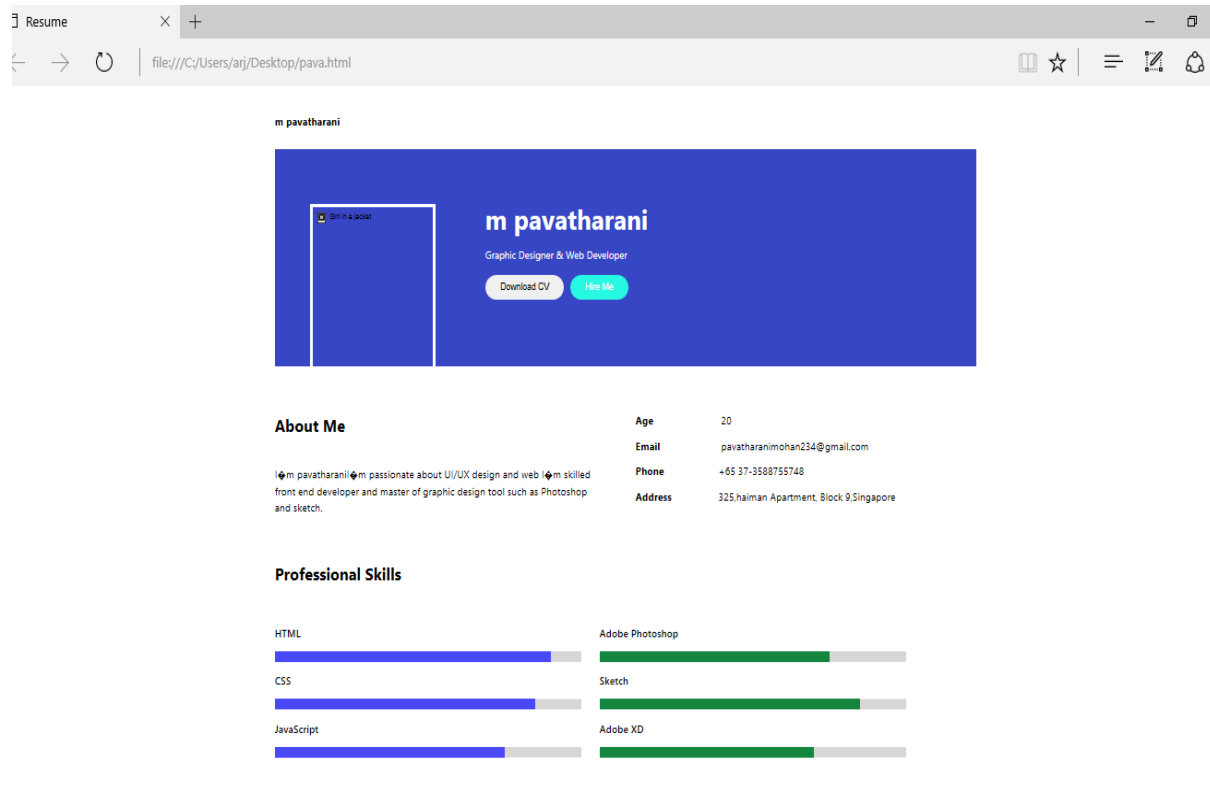 Resume
file:///C:/Users/arj/Desktop/pava.html
m pavatharani
Girl in a jacket
m pavatharani
Graphic Designer & Web Developer
Download CV
Hire Me
About Me
I�m pavatharaniI�m passionate about UI/UX design and web I�m skilled
front end developer and master of graphic design tool such as Photoshop
and sketch.
Age 20
Email pavatharanimohan234@gmail.com
Phone +65 37-3588755748
Address 325,haiman Apartment, Block 9,Singapore
Professional Skills
HTML
CSS
JavaScript
Adobe Photoshop
Sketch
Adobe XD